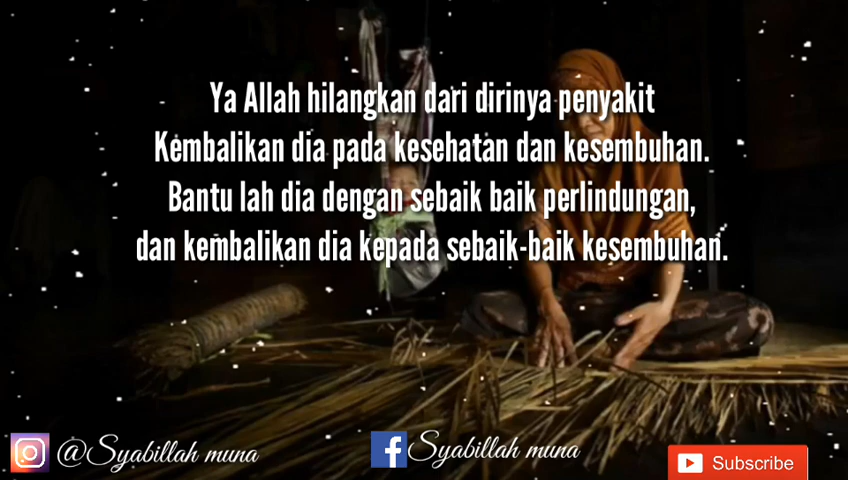 Ya Allah hilangkan dari dirinya penyakit
Kembalikan dia pada kesehatan dan kesembuhan.
Bantu lah dia dengan sebaik baik perlindungan,
dan kembalikan dia kepada sebaik-baik kesembuhan.
@Syabillah muna
Syabillah muna
Subscribe